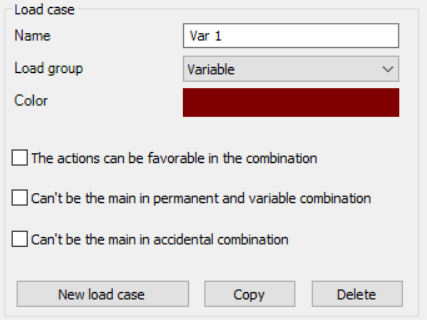 Load case
Name Var 1
Load group Variable
Color
The actions can be favorable in the combination
Can't be the main in permanent and variable combination
Can't be the main in accidental combination
New load case Copy Delete